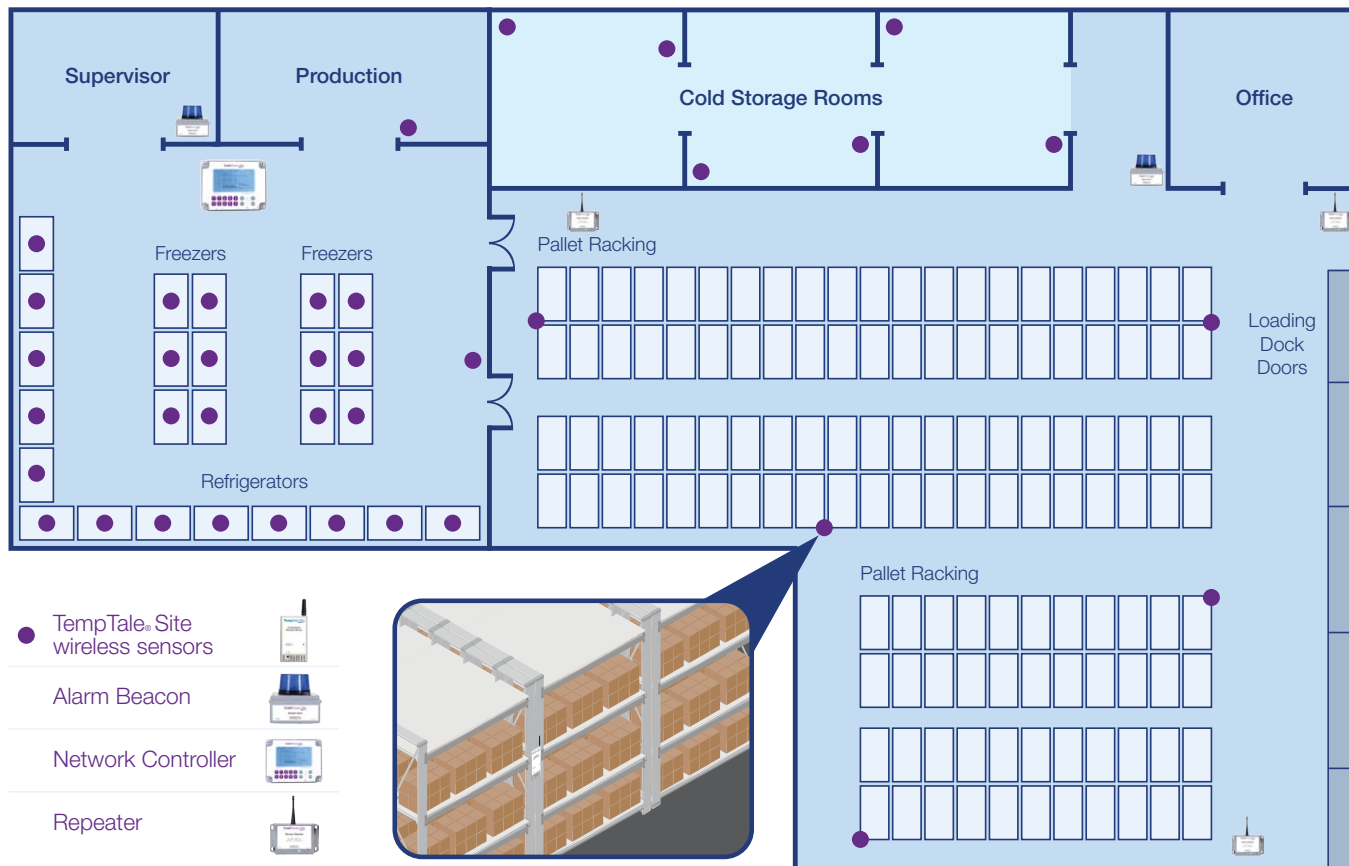 Supervisor
Production
Cold Storage Rooms
Office
Freezers
Freezers
Pallet Racking
Loading
Dock
Doors
Refrigerators
Pallet Racking
TempTale® Site
wireless sensors
Alarm Beacon
Network Controller
Repeater